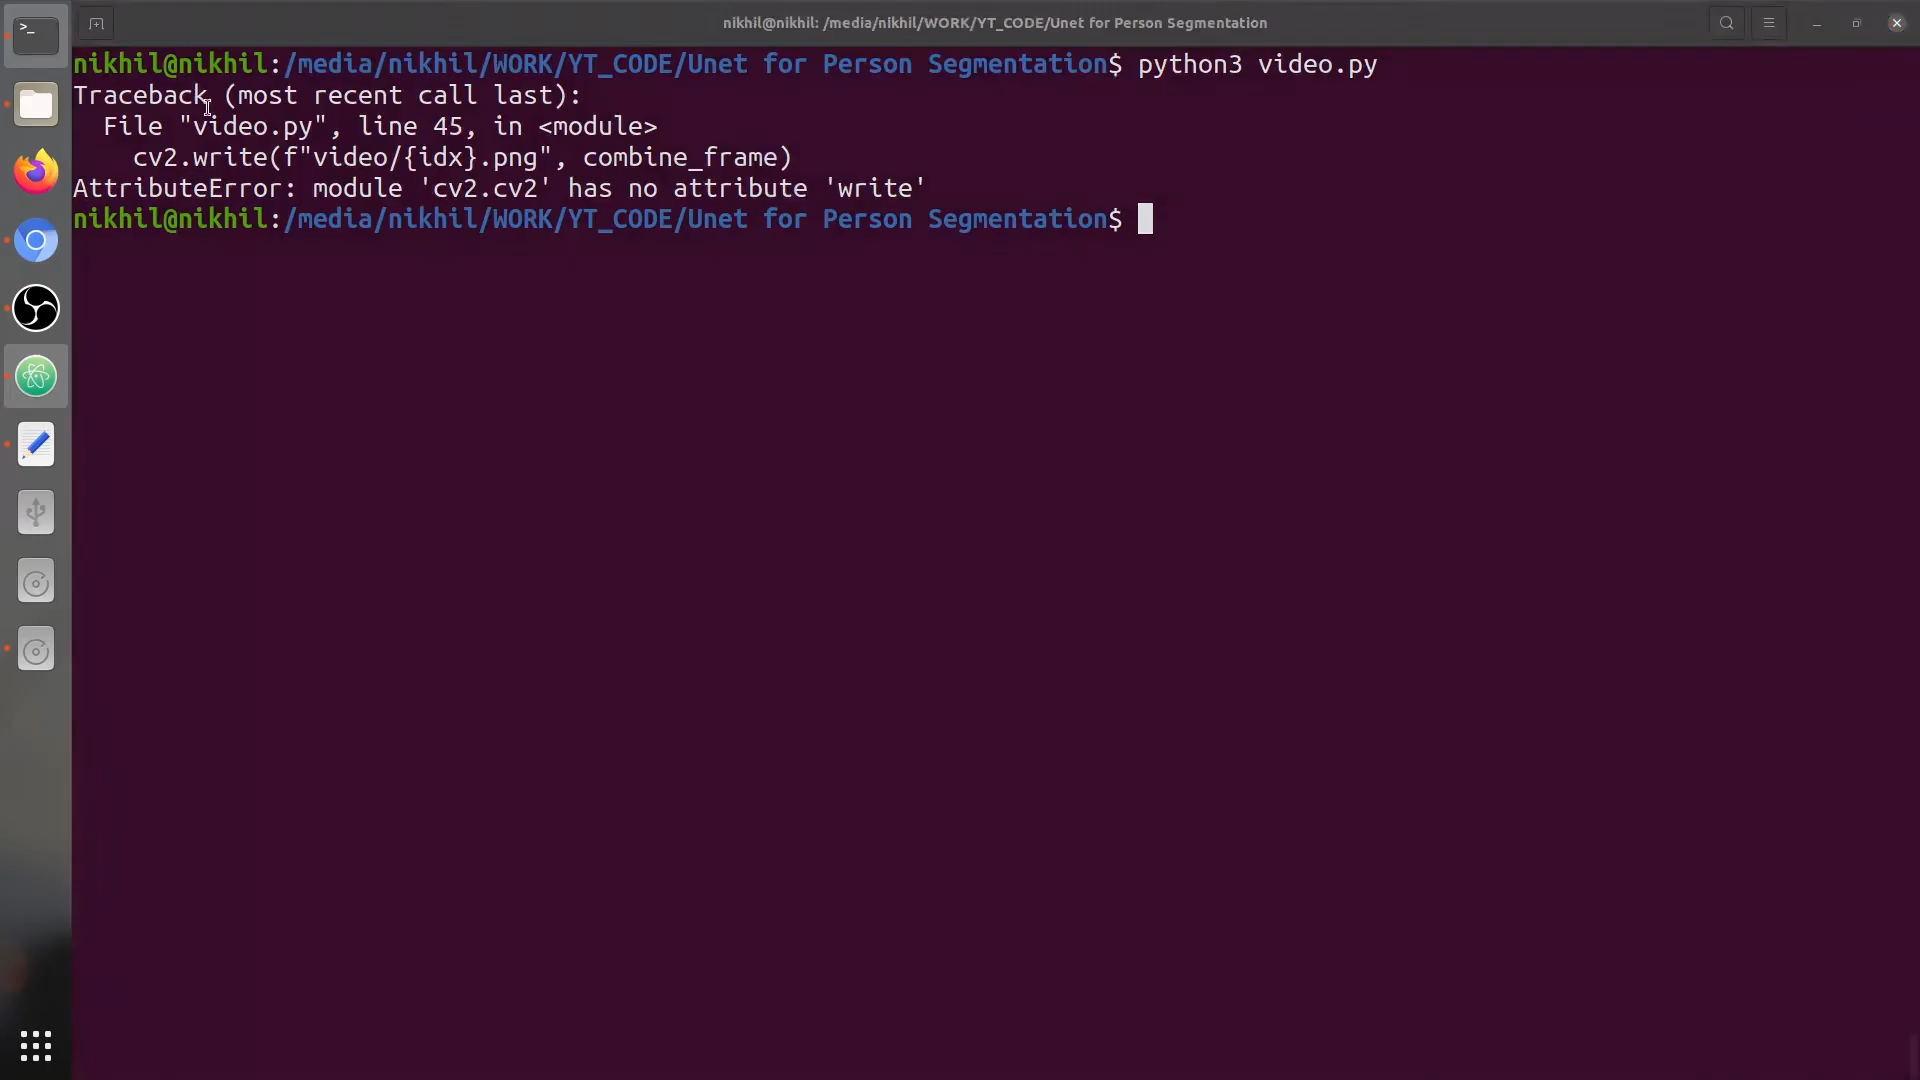 nikhil@nikhil: /media/nikhil/WORK/YT_CODE/Unet for Person Segmentation
nikhil@nikhil:/media/nikhil/WORK/YT_CODE/Unet for Person Segmentation$ python3 video.py
Traceback (most recent call last):
  File "video.py", line 45, in <module>
    cv2.write(f"video/{idx}.png", combine_frame)
AttributeError: module 'cv2.cv2' has no attribute 'write'
nikhil@nikhil:/media/nikhil/WORK/YT_CODE/Unet for Person Segmentation$